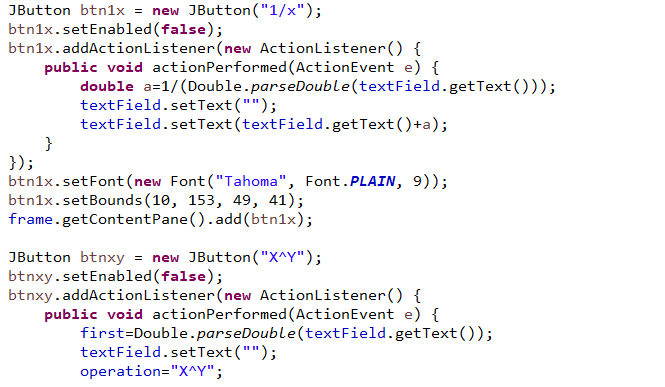 JButton btn1x = new JButton("1/x");
btn1x.setEnabled(false);
btn1x.addActionListener(new ActionListener() {
    public void actionPerformed(ActionEvent e) {
        double a=1/(Double.parseDouble(textField.getText()));
        textField.setText("");
        textField.setText(textField.getText()+a);
    }
});
btn1x.setFont(new Font("Tahoma", Font.PLAIN, 9));
btn1x.setBounds(10, 153, 49, 41);
frame.getContentPane().add(btn1x);

JButton btnxy = new JButton("X^Y");
btnxy.setEnabled(false);
btnxy.addActionListener(new ActionListener() {
    public void actionPerformed(ActionEvent e) {
        first=Double.parseDouble(textField.getText());
        textField.setText("");
        operation="X^Y";